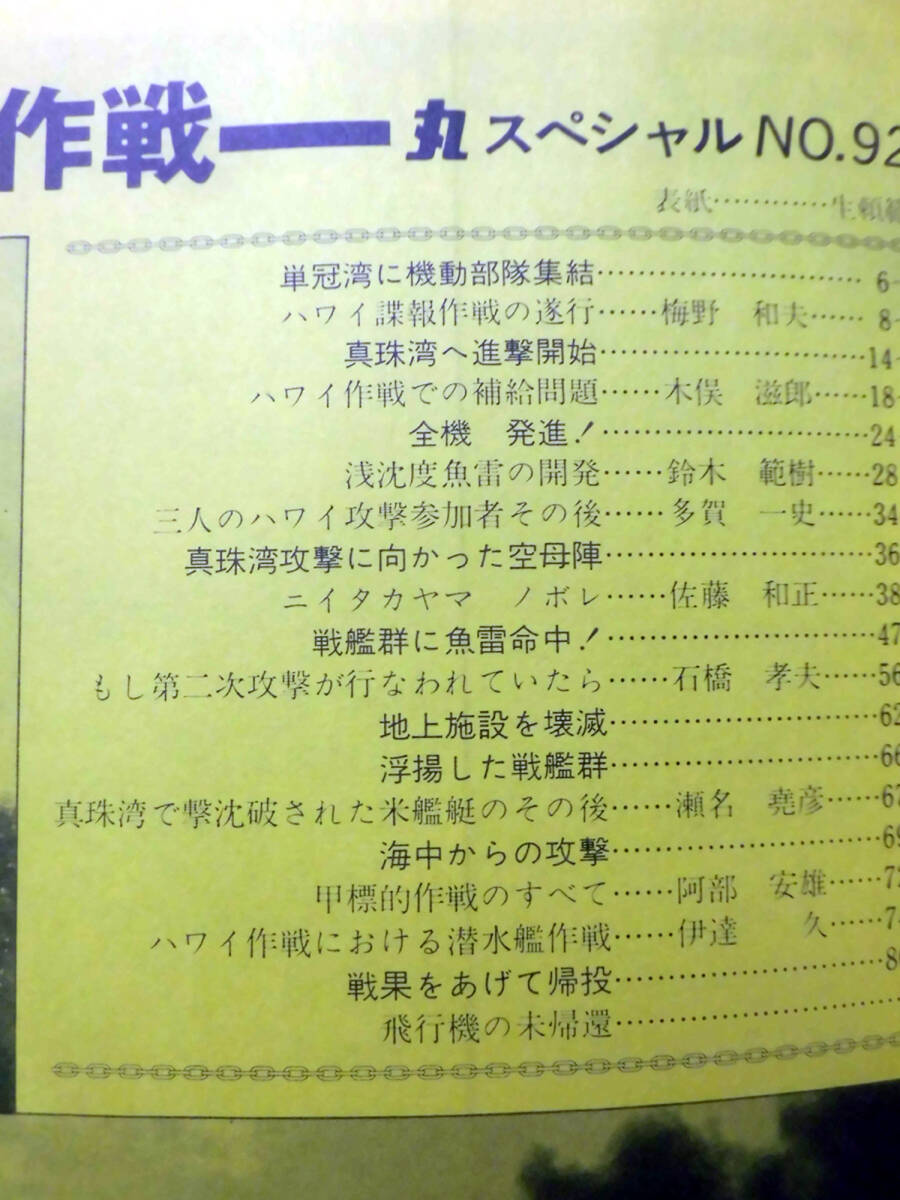 作戦── 丸スペシャル NO.92
表紙…………生頼範
単冠湾に機動部隊集結…………………… 6
ハワイ諜報作戦の遂行……梅野 和夫…… 8
真珠湾へ進撃開始……………………14
ハワイ作戦での補給問題……木俣 滋郎……18
全機 発進!……………………24
浅沈度魚雷の開発……鈴木 範樹……28
三人のハワイ攻撃参加者その後……多賀 一史……34
真珠湾攻撃に向かった空母陣……………………36
ニイタカヤマ ノボレ……佐藤 和正……38
戦艦群に魚雷命中!……………………47
もし第二次攻撃が行なわれていたら……石橋 孝夫……56
地上施設を壊滅……………………62
浮揚した戦艦群……………………66
真珠湾で撃沈破された米艦艇のその後……瀬名 堯彦……67
海中からの攻撃……………………69
甲標的作戦のすべて……阿部 安雄……
ハワイ作戦における潜水艦作戦……伊達 久……
戦果をあげて帰投……………………
飛行機の未帰還……………………